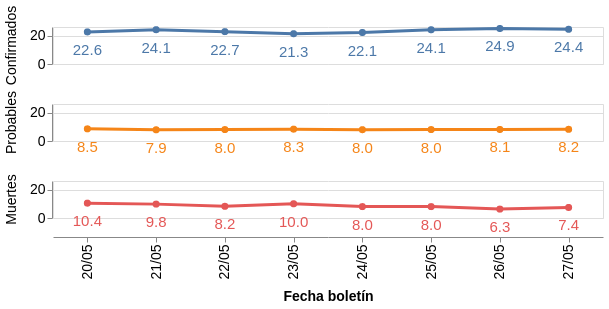 Confirmados
20
0
22.6 24.1 22.7 21.3 22.1 24.1 24.9 24.4
Probables
20
0
8.5 7.9 8.0 8.3 8.0 8.0 8.1 8.2
Muertes
20
0
10.4 9.8 8.2 10.0 8.0 8.0 6.3 7.4
20/05 21/05 22/05 23/05 24/05 25/05 26/05 27/05
Fecha boletín